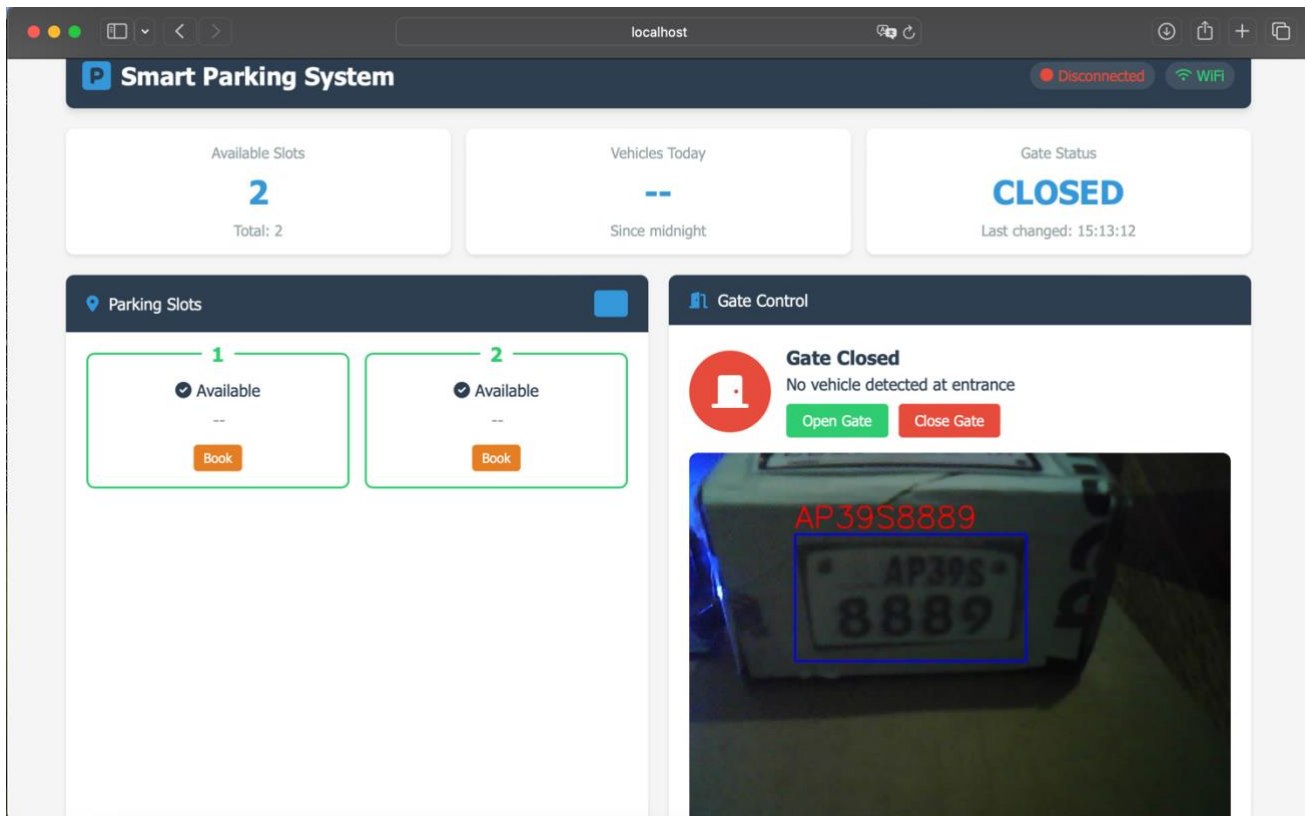 localhost
Smart Parking System
Disconnected
WiFi
Available Slots
2
Total: 2
Vehicles Today
--
Since midnight
Gate Status
CLOSED
Last changed: 15:13:12
Parking Slots
1
Available
--
Book
2
Available
--
Book
Gate Control
Gate Closed
No vehicle detected at entrance
Open Gate
Close Gate
AP39S8889
AP39S
8889